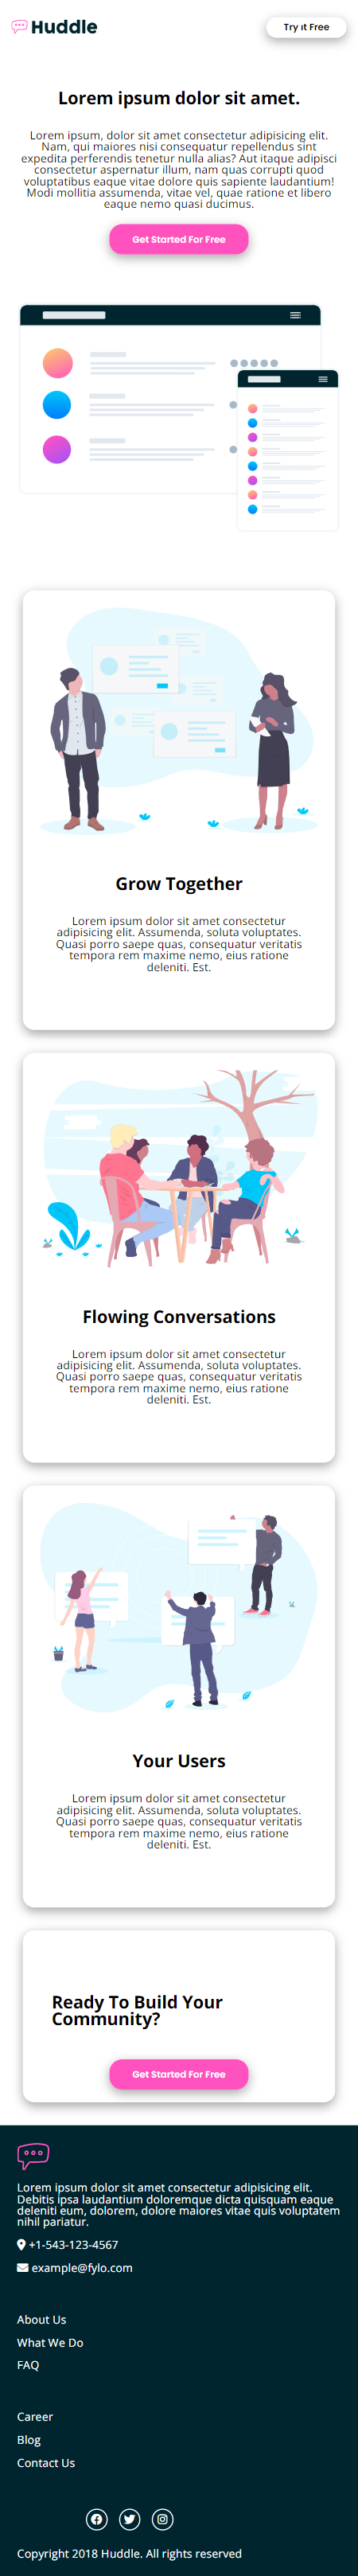 Huddle
Try It Free
Lorem ipsum dolor sit amet.
Lorem ipsum, dolor sit amet consectetur adipisicing elit.
Nam, qui maiores nisi consequatur repellendus sint
expedita perferendis tenetur nulla alias? Aut itaque adipisci
consectetur aspernatur illum, nam quas corrupti quod
voluptatibus eaque vitae dolore quis sapiente laudantium!
Modi mollitia assumenda, vitae vel, quae ratione et libero
eaque nemo quasi ducimus.
Get Started For Free
Grow Together
Lorem ipsum dolor sit amet consectetur
adipisicing elit. Assumenda, soluta voluptates.
Quasi porro saepe quas, consequatur veritatis
tempora rem maxime nemo, eius ratione
deleniti. Est.
Flowing Conversations
Lorem ipsum dolor sit amet consectetur
adipisicing elit. Assumenda, soluta voluptates.
Quasi porro saepe quas, consequatur veritatis
tempora rem maxime nemo, eius ratione
deleniti. Est.
Your Users
Lorem ipsum dolor sit amet consectetur
adipisicing elit. Assumenda, soluta voluptates.
Quasi porro saepe quas, consequatur veritatis
tempora rem maxime nemo, eius ratione
deleniti. Est.
Ready To Build Your
Community?
Get Started For Free
Lorem ipsum dolor sit amet consectetur adipisicing elit.
Debitis ipsa laudantium doloremque dicta quisquam eaque
deleniti eum, dolorem, dolore maiores vitae quis voluptatem
nihil pariatur.
+1-543-123-4567
example@fylo.com
About Us
What We Do
FAQ
Career
Blog
Contact Us
Copyright 2018 Huddle. All rights reserved